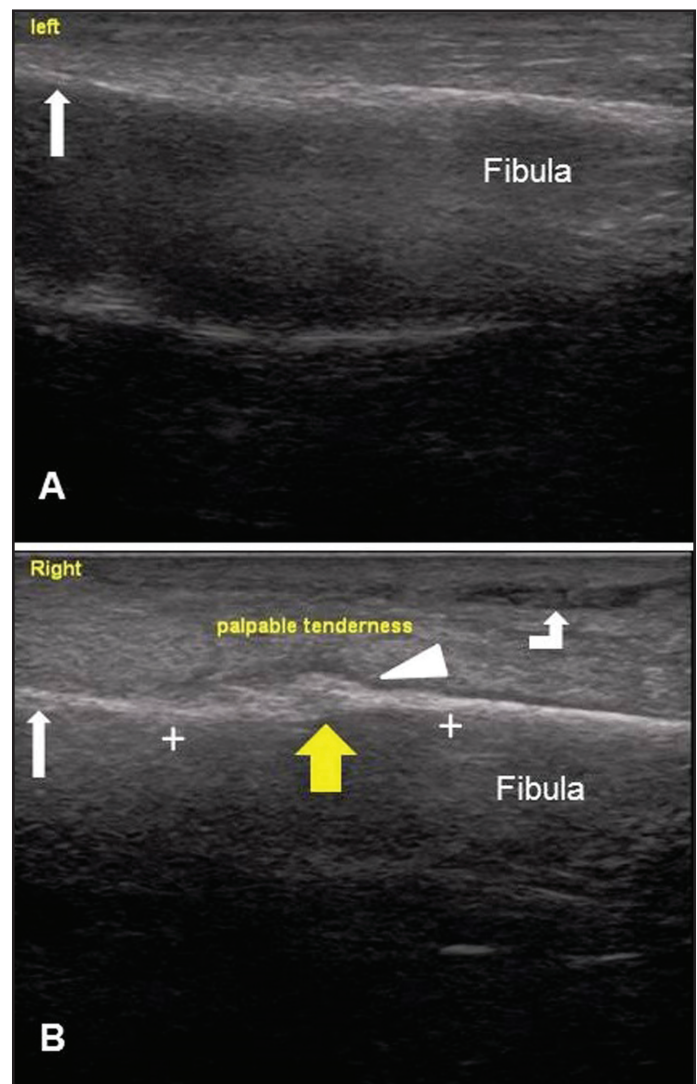 left
Fibula
A
Right
palpable tenderness
+ +
Fibula
B